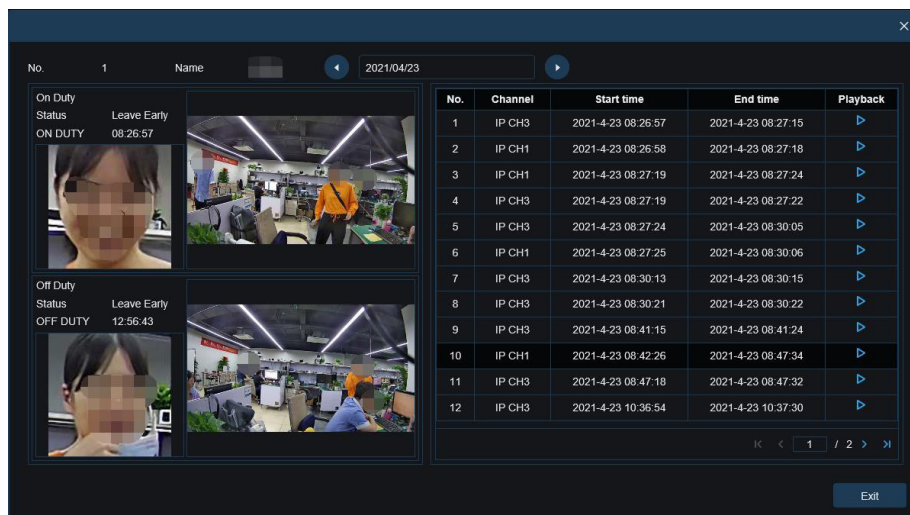 No. 1 Name 2021/04/23
On Duty
Status Leave Early
ON DUTY 08:26:57
Off Duty
Status Leave Early
OFF DUTY 12:56:43
No. Channel Start time End time Playback
1 IP CH3 2021-4-23 08:26:57 2021-4-23 08:27:15
2 IP CH1 2021-4-23 08:26:58 2021-4-23 08:27:18
3 IP CH1 2021-4-23 08:27:19 2021-4-23 08:27:24
4 IP CH3 2021-4-23 08:27:19 2021-4-23 08:27:22
5 IP CH3 2021-4-23 08:27:24 2021-4-23 08:30:05
6 IP CH1 2021-4-23 08:27:25 2021-4-23 08:30:06
7 IP CH3 2021-4-23 08:30:13 2021-4-23 08:30:15
8 IP CH3 2021-4-23 08:30:21 2021-4-23 08:30:22
9 IP CH3 2021-4-23 08:41:15 2021-4-23 08:41:24
10 IP CH1 2021-4-23 08:42:26 2021-4-23 08:47:34
11 IP CH3 2021-4-23 08:47:18 2021-4-23 08:47:32
12 IP CH3 2021-4-23 10:36:54 2021-4-23 10:37:30
1 / 2
Exit